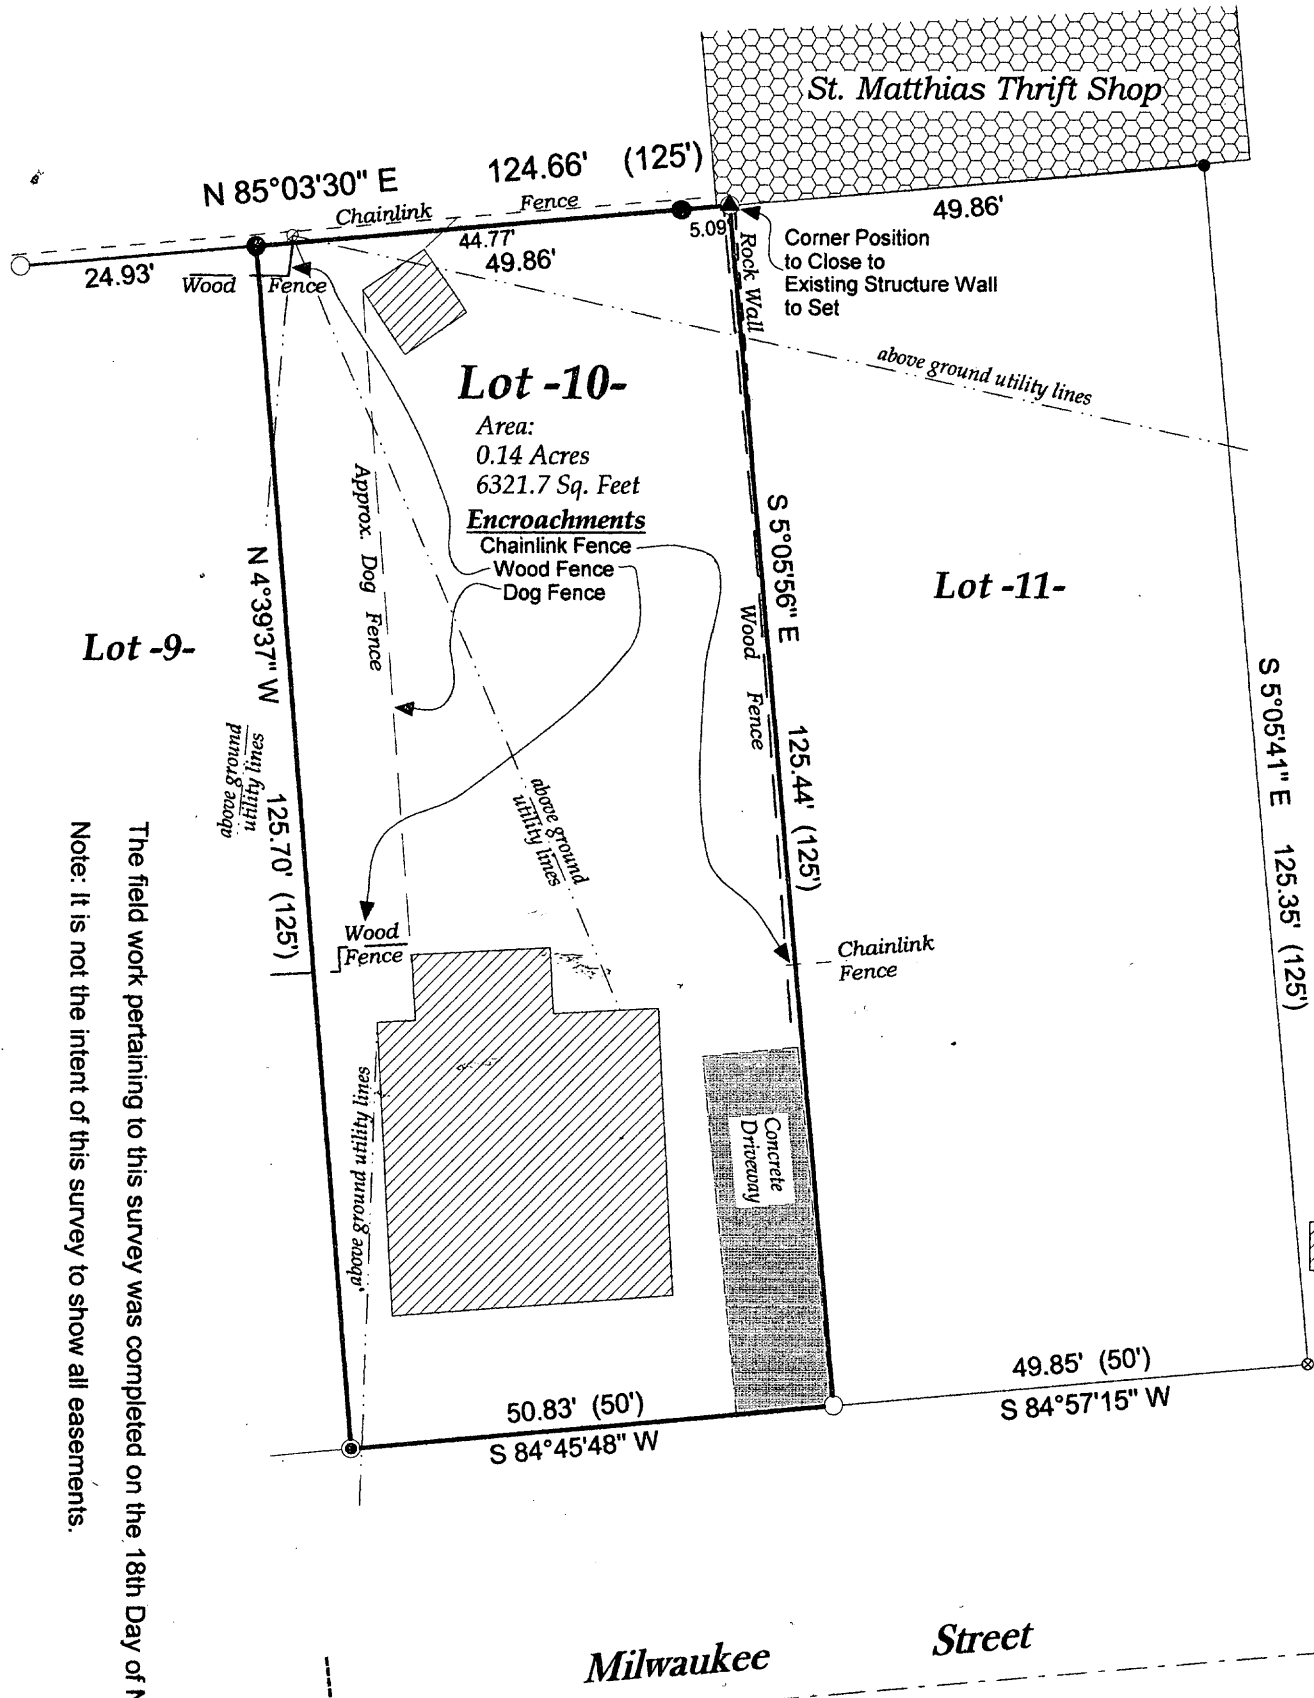 St. Matthias Thrift Shop
N 85°03'30" E 124.66' (125')
Chainlink Fence
24.93'
44.77'
49.86'
5.09'
49.86'
Wood Fence
Rock Wall
Corner Position
to Close to
Existing Structure Wall
to Set
above ground utility lines
Lot -10-
Area:
0.14 Acres
6321.7 Sq. Feet
Encroachments
Chainlink Fence
Wood Fence
Dog Fence
Approx. Dog Fence
N 4°39'37" W 125.70' (125')
S 5°05'56" E 125.44' (125')
Wood Fence
Lot -9-
Lot -11-
S 5°05'41" E 125.35' (125')
above ground
utility lines
above ground
utility lines
Wood
Fence
Chainlink
Fence
above ground utility lines
Concrete
Driveway
50.83' (50')
S 84°45'48" W
49.85' (50')
S 84°57'15" W
The field work pertaining to this survey was completed on the 18th Day of
Note: It is not the intent of this survey to show all easements.
Milwaukee Street